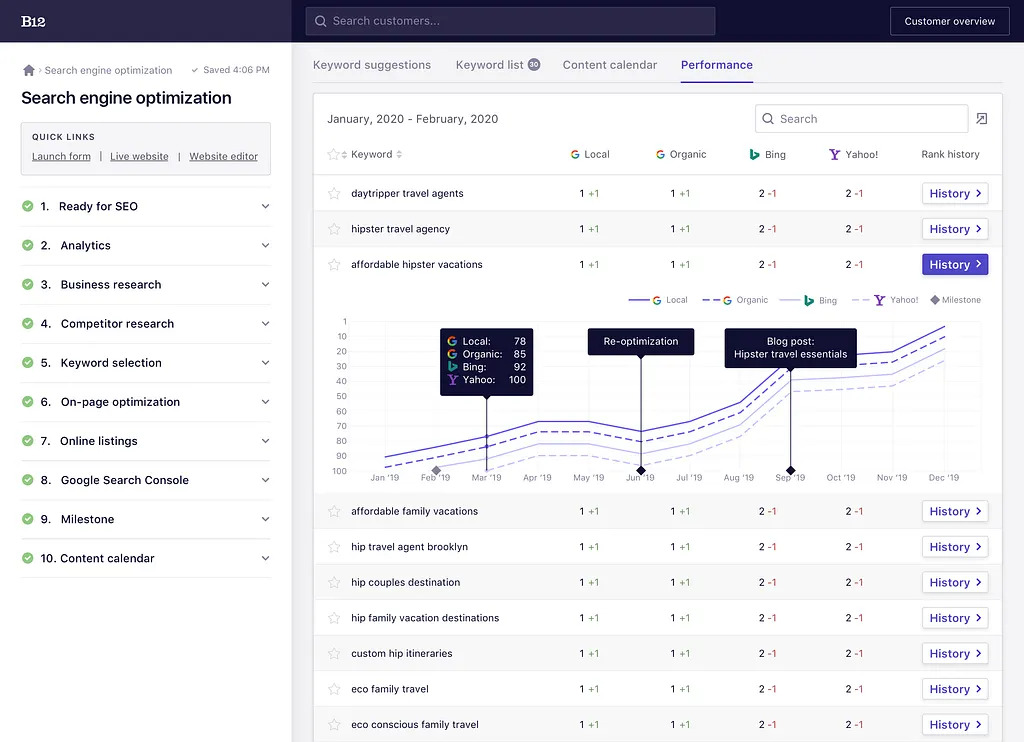 B12
Search customers...
Customer overview
Search engine optimization
Saved 4:06 PM
Search engine optimization
QUICK LINKS
Launch form | Live website | Website editor
1. Ready for SEO
2. Analytics
3. Business research
4. Competitor research
5. Keyword selection
6. On-page optimization
7. Online listings
8. Google Search Console
9. Milestone
10. Content calendar
Keyword suggestions Keyword list 30 Content calendar Performance
January, 2020 - February, 2020
Search
Keyword Local Organic Bing Yahoo! Rank history
daytripper travel agents 1 +1 1 +1 2 -1 2 -1 History
hipster travel agency 1 +1 1 +1 2 -1 2 -1 History
affordable hipster vacations 1 +1 1 +1 2 -1 2 -1 History
Local Organic Bing Yahoo! Milestone
1
10
20
30
40
50
60
70
80
90
100
Local: 78
Organic: 85
Bing: 92
Yahoo: 100
Re-optimization
Blog post:
Hipster travel essentials
Jan '19 Feb '19 Mar '19 Apr '19 May '19 Jun '19 Jul '19 Aug '19 Sep '19 Oct '19 Nov '19 Dec '19
affordable family vacations 1 +1 1 +1 2 -1 2 -1 History
hip travel agent brooklyn 1 +1 1 +1 2 -1 2 -1 History
hip couples destination 1 +1 1 +1 2 -1 2 -1 History
hip family vacation destinations 1 +1 1 +1 2 -1 2 -1 History
custom hip itineraries 1 +1 1 +1 2 -1 2 -1 History
eco family travel 1 +1 1 +1 2 -1 2 -1 History
eco conscious family travel 1 +1 1 +1 2 -1 2 -1 History